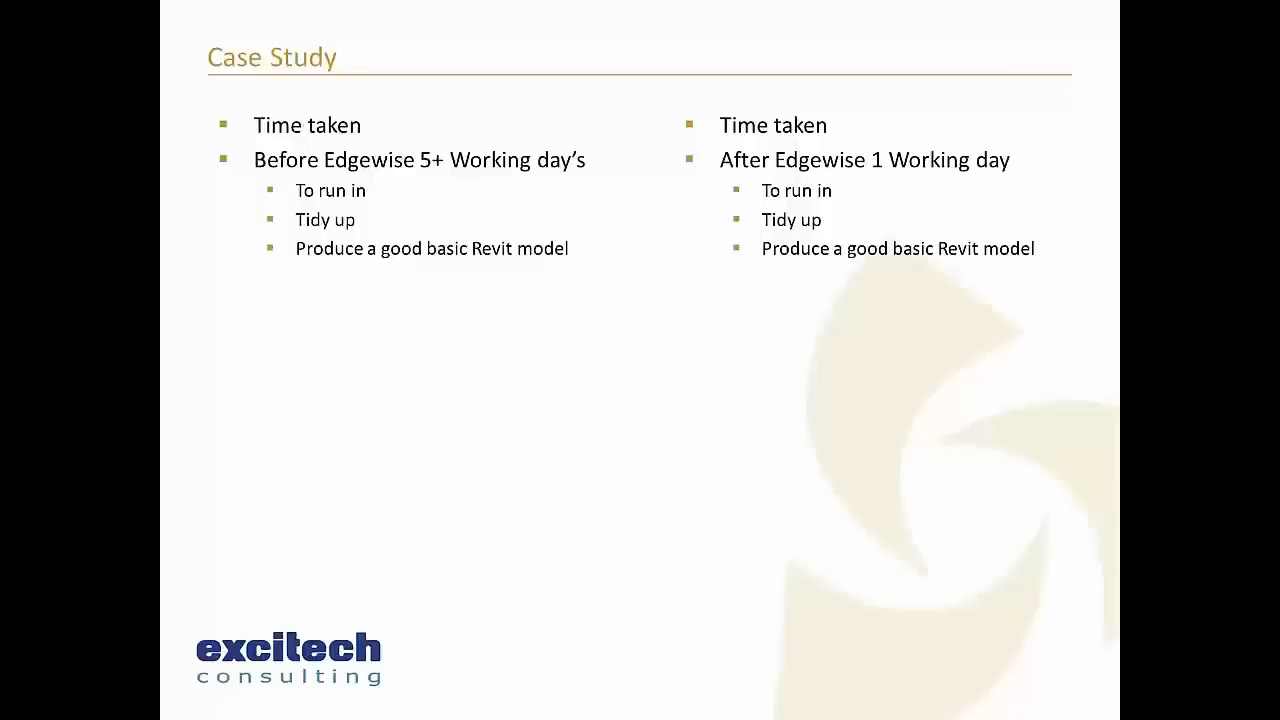 Case Study
Time taken
Before Edgewise 5+ Working day's
To run in
Tidy up
Produce a good basic Revit model
Time taken
After Edgewise 1 Working day
To run in
Tidy up
Produce a good basic Revit model
excitech
consulting